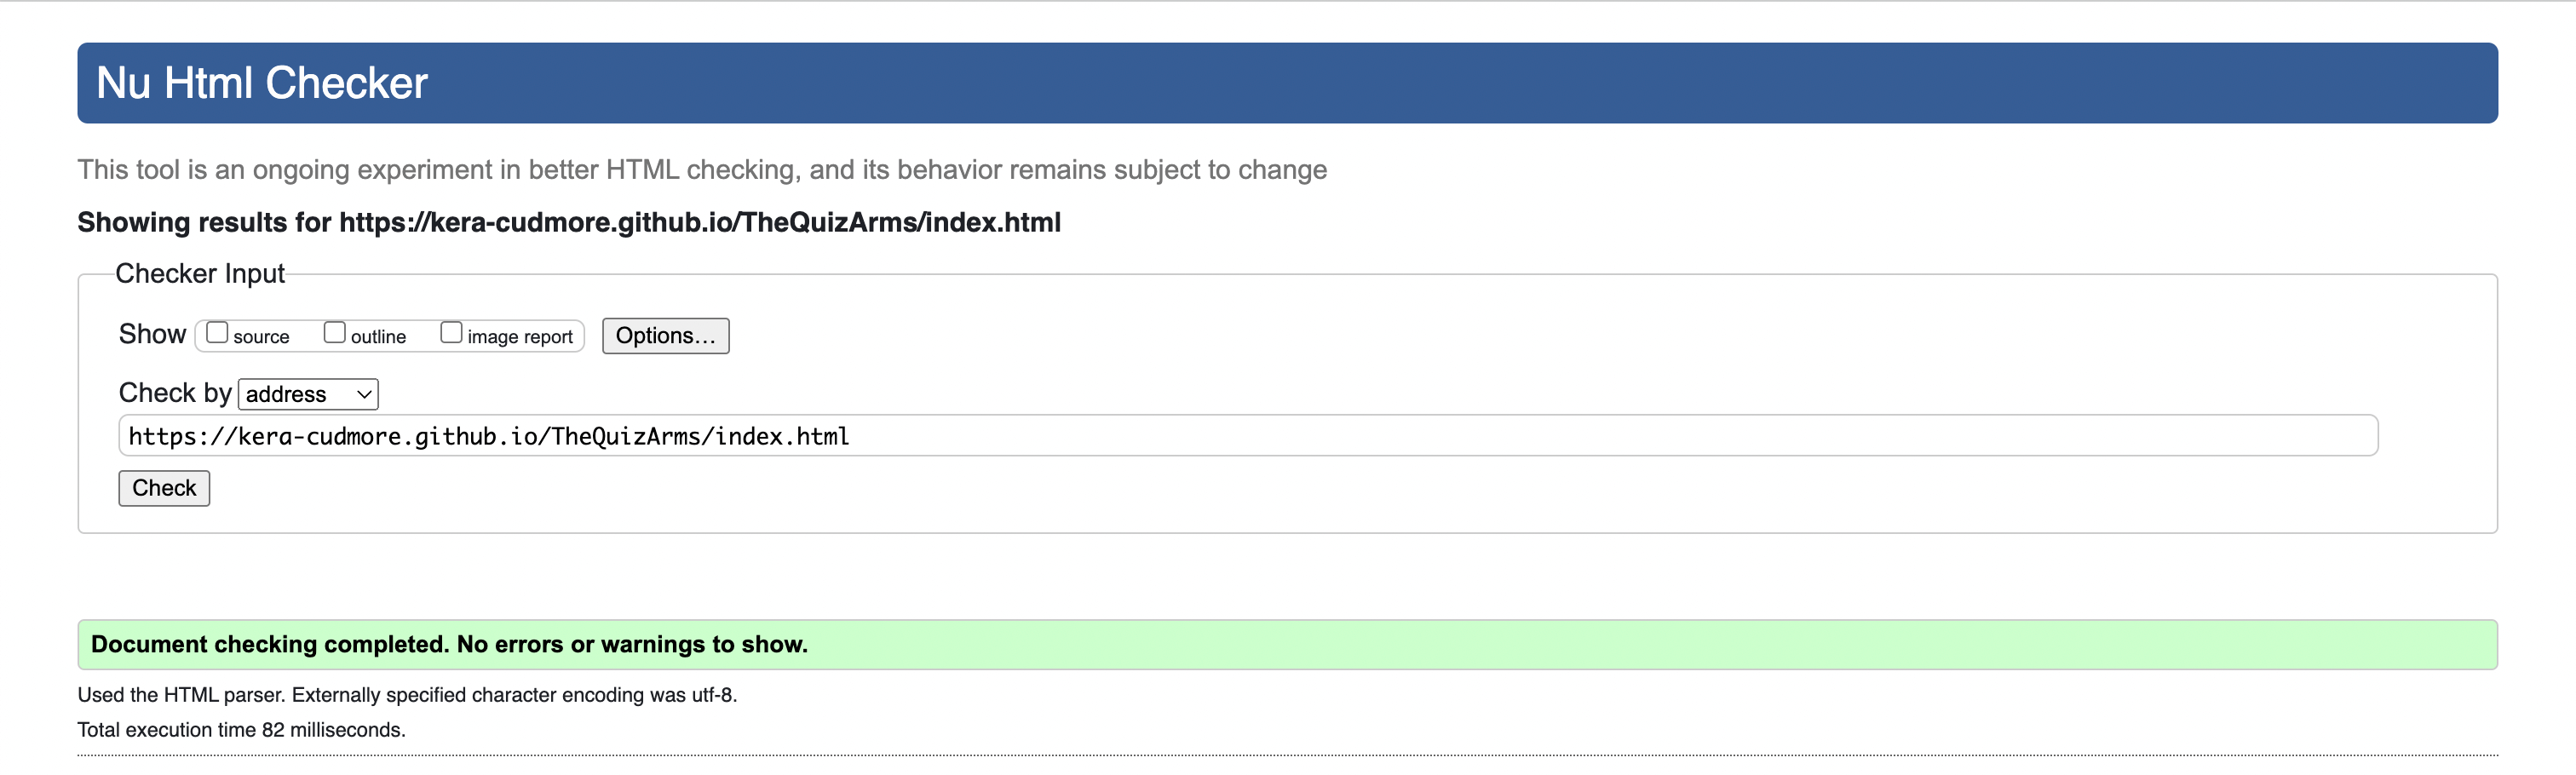 Nu Html Checker
This tool is an ongoing experiment in better HTML checking, and its behavior remains subject to change
Showing results for https://kera-cudmore.github.io/TheQuizArms/index.html
Checker Input
Show source outline image report Options...
Check by address
https://kera-cudmore.github.io/TheQuizArms/index.html
Check
Document checking completed. No errors or warnings to show.
Used the HTML parser. Externally specified character encoding was utf-8.
Total execution time 82 milliseconds.